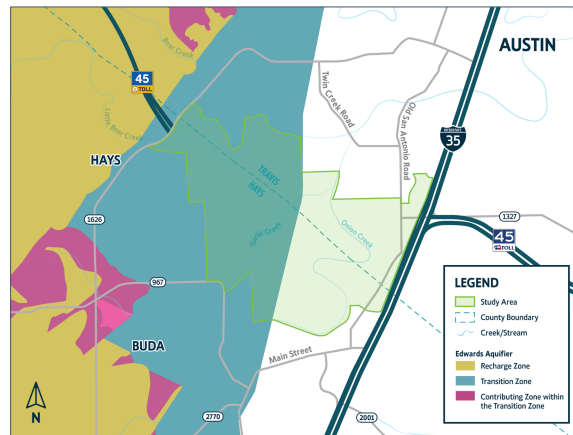 AUSTIN
45
TOLL
Bear Creek
Little Bear Creek
Twin Creek Road
Old San Antonio Road
INTERSTATE
35
HAYS
TRAVIS
HAYS
1626
Onion Creek
1327
45
TOLL
967
BUDA
Main Street
2770
2001
N
LEGEND
Study Area
County Boundary
Creek/Stream
Edwards Aquifer
Recharge Zone
Transition Zone
Contributing Zone within
the Transition Zone